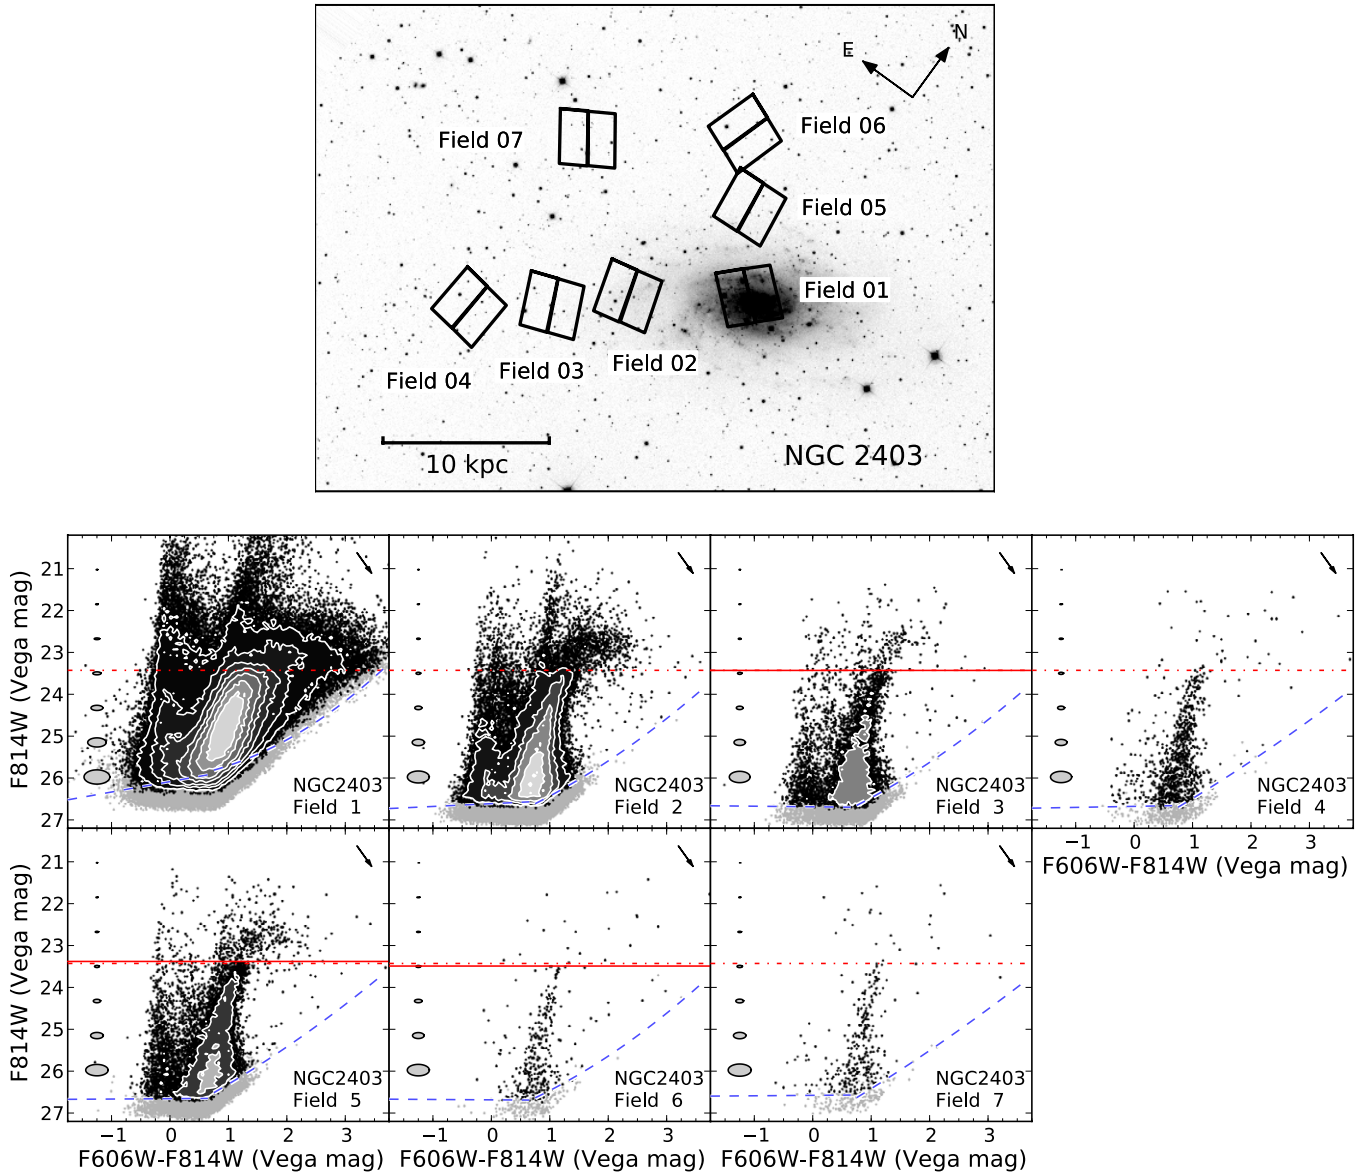 N
E
Field 07
Field 06
Field 05
Field 01
Field 02
Field 03
Field 04
10 kpc
NGC 2403
F814W (Vega mag)
21
22
23
24
25
26
27
NGC2403
Field 1
NGC2403
Field 2
NGC2403
Field 3
NGC2403
Field 4
−1 0 1 2 3
F606W-F814W (Vega mag)
F814W (Vega mag)
21
22
23
24
25
26
27
NGC2403
Field 5
NGC2403
Field 6
NGC2403
Field 7
−1 0 1 2 3
−1 0 1 2 3
−1 0 1 2 3
F606W-F814W (Vega mag)
F606W-F814W (Vega mag)
F606W-F814W (Vega mag)